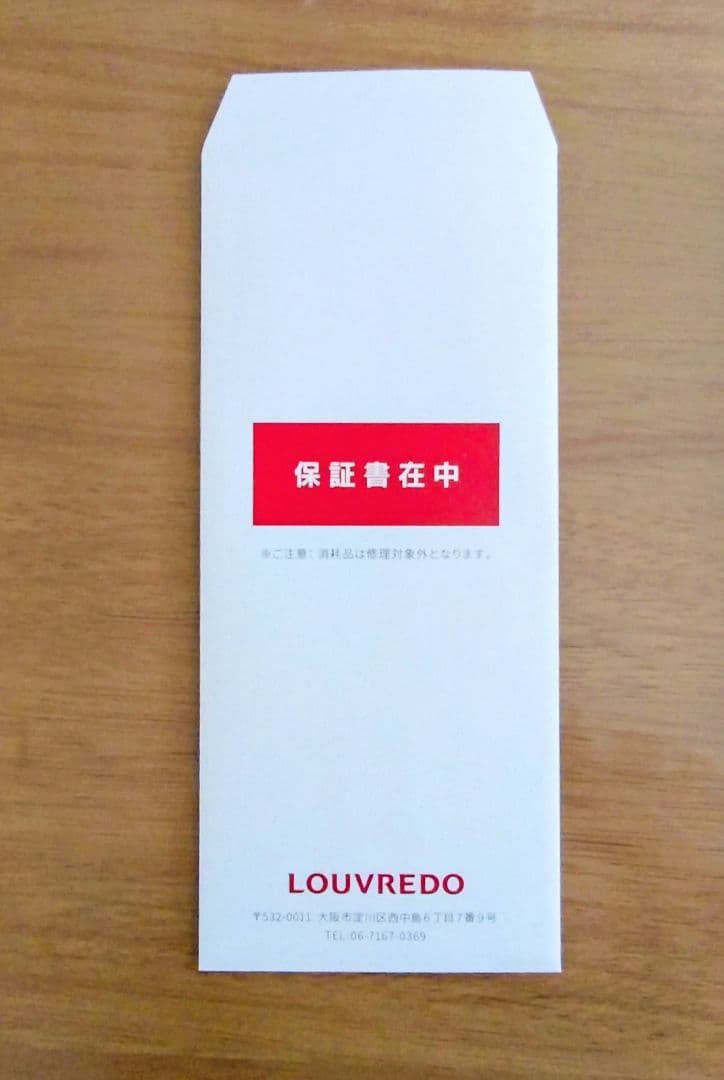 保証書在中
※ご注意：消耗品は修理対象外となります。
LOUVREDO
〒532-0011 大阪市淀川区西中島6丁目7番9号
TEL:06-7167-0369